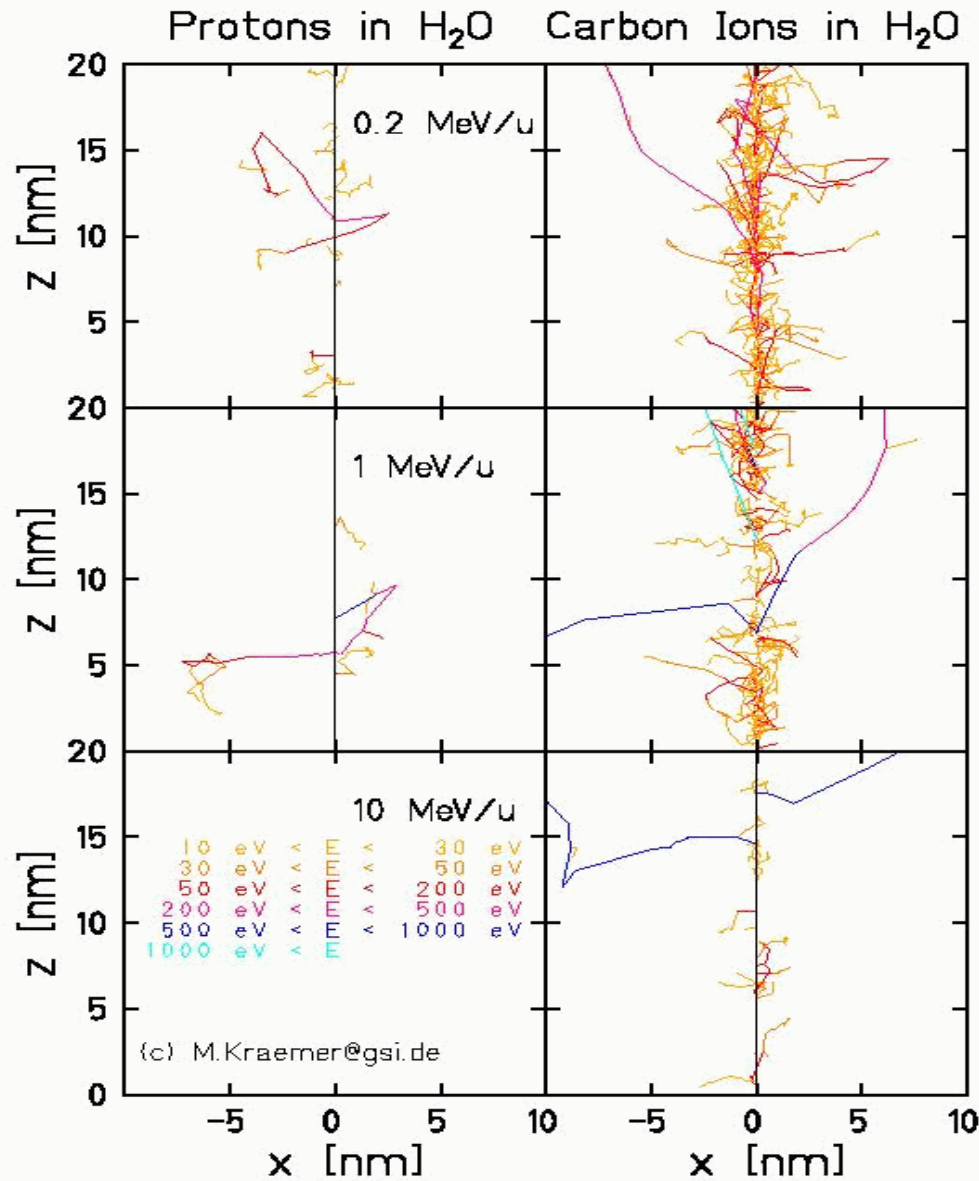 Protons in H₂O
Carbon Ions in H₂O
20
0.2 MeV/u
15
Z [nm]
10
5
20
1 MeV/u
15
Z [nm]
10
5
20
10 MeV/u
10 eV < E < 30 eV
15
30 eV < E < 50 eV
50 eV < E < 200 eV
200 eV < E < 500 eV
Z [nm]
10
500 eV < E < 1000 eV
1000 eV < E
5
(c) M.Kraemer@gsi.de
0
-5 0 5 10 -5 0 5 10
x [nm] x [nm]